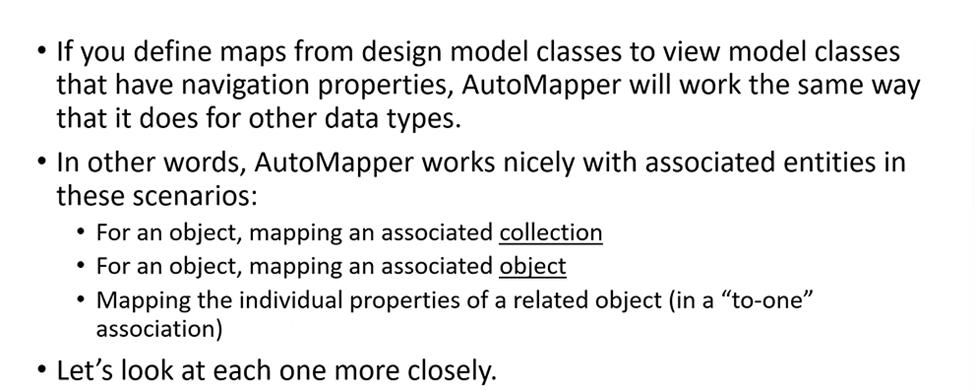 • If you define maps from design model classes to view model classes
that have navigation properties, AutoMapper will work the same way
that it does for other data types.
• In other words, AutoMapper works nicely with associated entities in
these scenarios:
• For an object, mapping an associated collection
• For an object, mapping an associated object
• Mapping the individual properties of a related object (in a “to-one”
association)
• Let’s look at each one more closely.